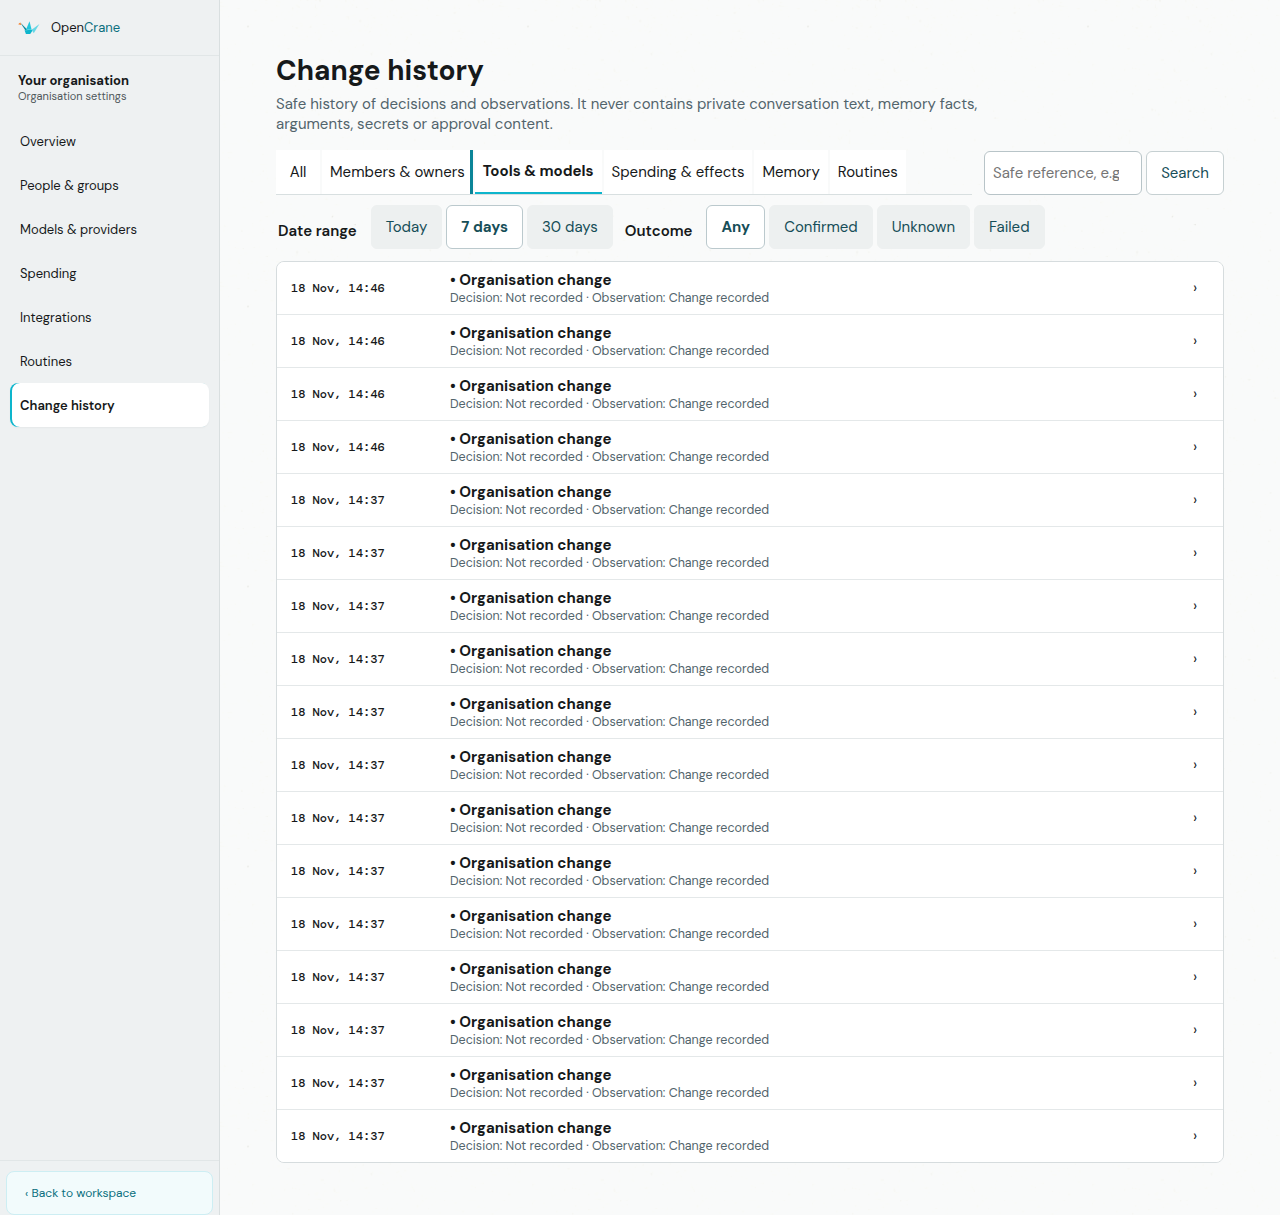 OpenCrane
Your organisation
Organisation settings
Overview
People & groups
Models & providers
Spending
Integrations
Routines
Change history
‹ Back to workspace
Change history
Safe history of decisions and observations. It never contains private conversation text, memory facts,
arguments, secrets or approval content.
All Members & owners Tools & models Spending & effects Memory Routines Safe reference, e.g Search
Date range Today 7 days 30 days Outcome Any Confirmed Unknown Failed
18 Nov, 14:46 • Organisation change ›
Decision: Not recorded · Observation: Change recorded
18 Nov, 14:46 • Organisation change ›
Decision: Not recorded · Observation: Change recorded
18 Nov, 14:46 • Organisation change ›
Decision: Not recorded · Observation: Change recorded
18 Nov, 14:46 • Organisation change ›
Decision: Not recorded · Observation: Change recorded
18 Nov, 14:37 • Organisation change ›
Decision: Not recorded · Observation: Change recorded
18 Nov, 14:37 • Organisation change ›
Decision: Not recorded · Observation: Change recorded
18 Nov, 14:37 • Organisation change ›
Decision: Not recorded · Observation: Change recorded
18 Nov, 14:37 • Organisation change ›
Decision: Not recorded · Observation: Change recorded
18 Nov, 14:37 • Organisation change ›
Decision: Not recorded · Observation: Change recorded
18 Nov, 14:37 • Organisation change ›
Decision: Not recorded · Observation: Change recorded
18 Nov, 14:37 • Organisation change ›
Decision: Not recorded · Observation: Change recorded
18 Nov, 14:37 • Organisation change ›
Decision: Not recorded · Observation: Change recorded
18 Nov, 14:37 • Organisation change ›
Decision: Not recorded · Observation: Change recorded
18 Nov, 14:37 • Organisation change ›
Decision: Not recorded · Observation: Change recorded
18 Nov, 14:37 • Organisation change ›
Decision: Not recorded · Observation: Change recorded
18 Nov, 14:37 • Organisation change ›
Decision: Not recorded · Observation: Change recorded
18 Nov, 14:37 • Organisation change ›
Decision: Not recorded · Observation: Change recorded